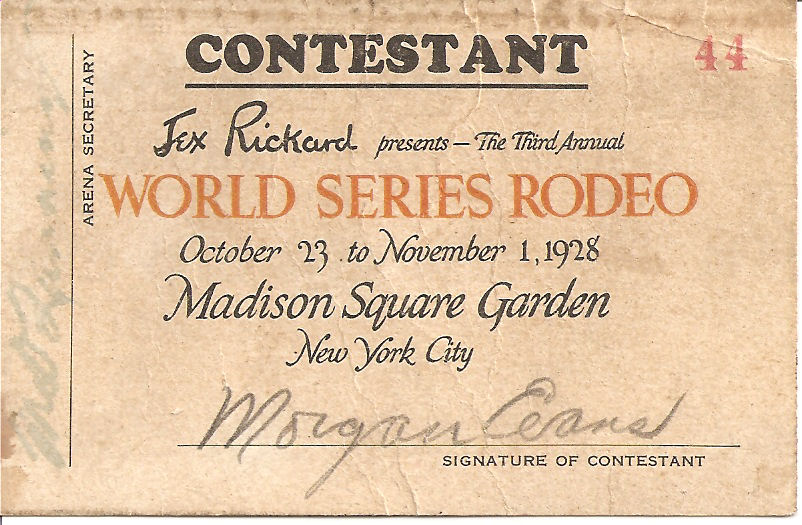 CONTESTANT
44
Tex Rickard presents — The Third Annual
WORLD SERIES RODEO
October 23 to November 1, 1928
Madison Square Garden
New York City
Morgan Evans
SIGNATURE OF CONTESTANT
ARENA SECRETARY